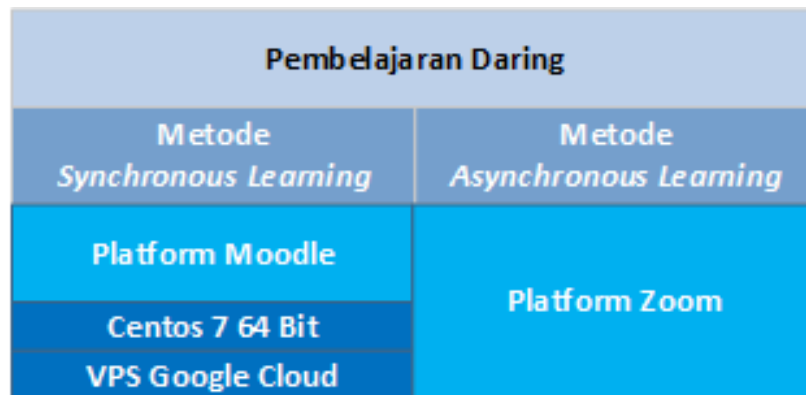 Pembelajaran Daring
Metode
Synchronous Learning
Metode
Asynchronous Learning
Platform Moodle
Centos 7 64 Bit
VPS Google Cloud
Platform Zoom